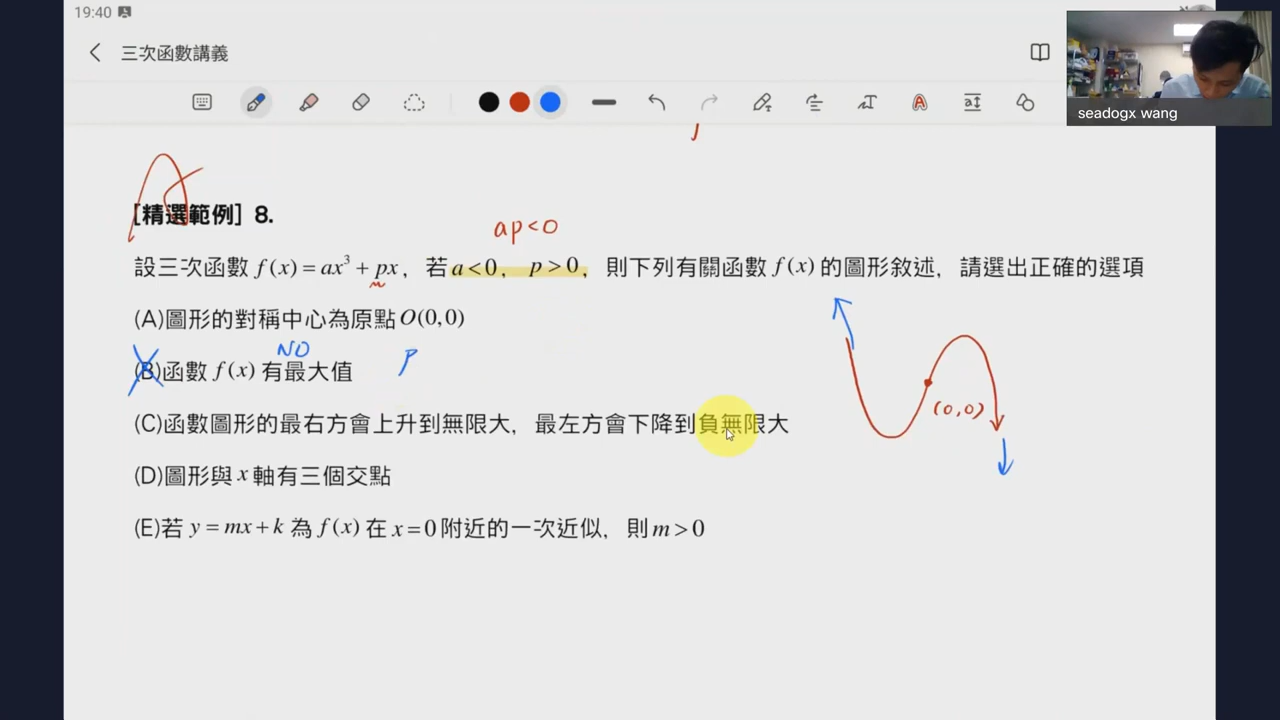 19:40
三次函數講義
seadogx wang
[精選範例] 8.
ap<0
設三次函數 f(x)=ax³+px, 若 a<0, p>0, 則下列有關函數 f(x) 的圖形敘述, 請選出正確的選項
(A)圖形的對稱中心為原點 O(0,0)
NO
(B)函數 f(x) 有最大值
(0,0)
(C)函數圖形的最右方會上升到無限大, 最左方會下降到負無限大
(D)圖形與 x 軸有三個交點
(E)若 y=mx+k 為 f(x) 在 x=0 附近的一次近似, 則 m>0